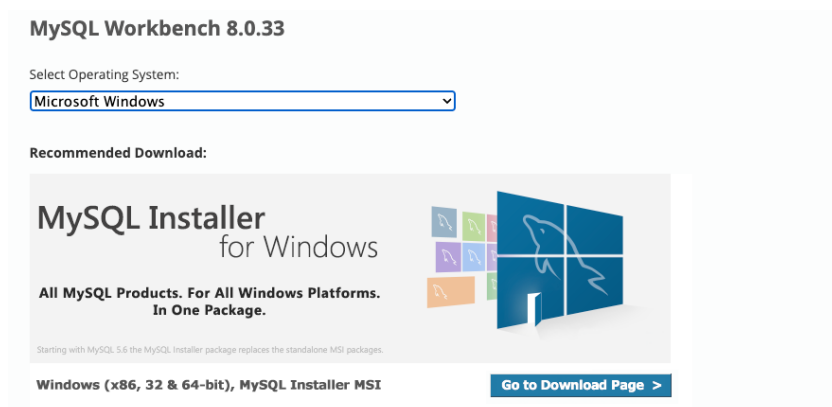 MySQL Workbench 8.0.33
Select Operating System:
Microsoft Windows
Recommended Download:
MySQL Installer
for Windows
All MySQL Products. For All Windows Platforms.
In One Package.
Starting with MySQL 5.6 the MySQL Installer package replaces the standalone MSI packages.
Windows (x86, 32 & 64-bit), MySQL Installer MSI
Go to Download Page >